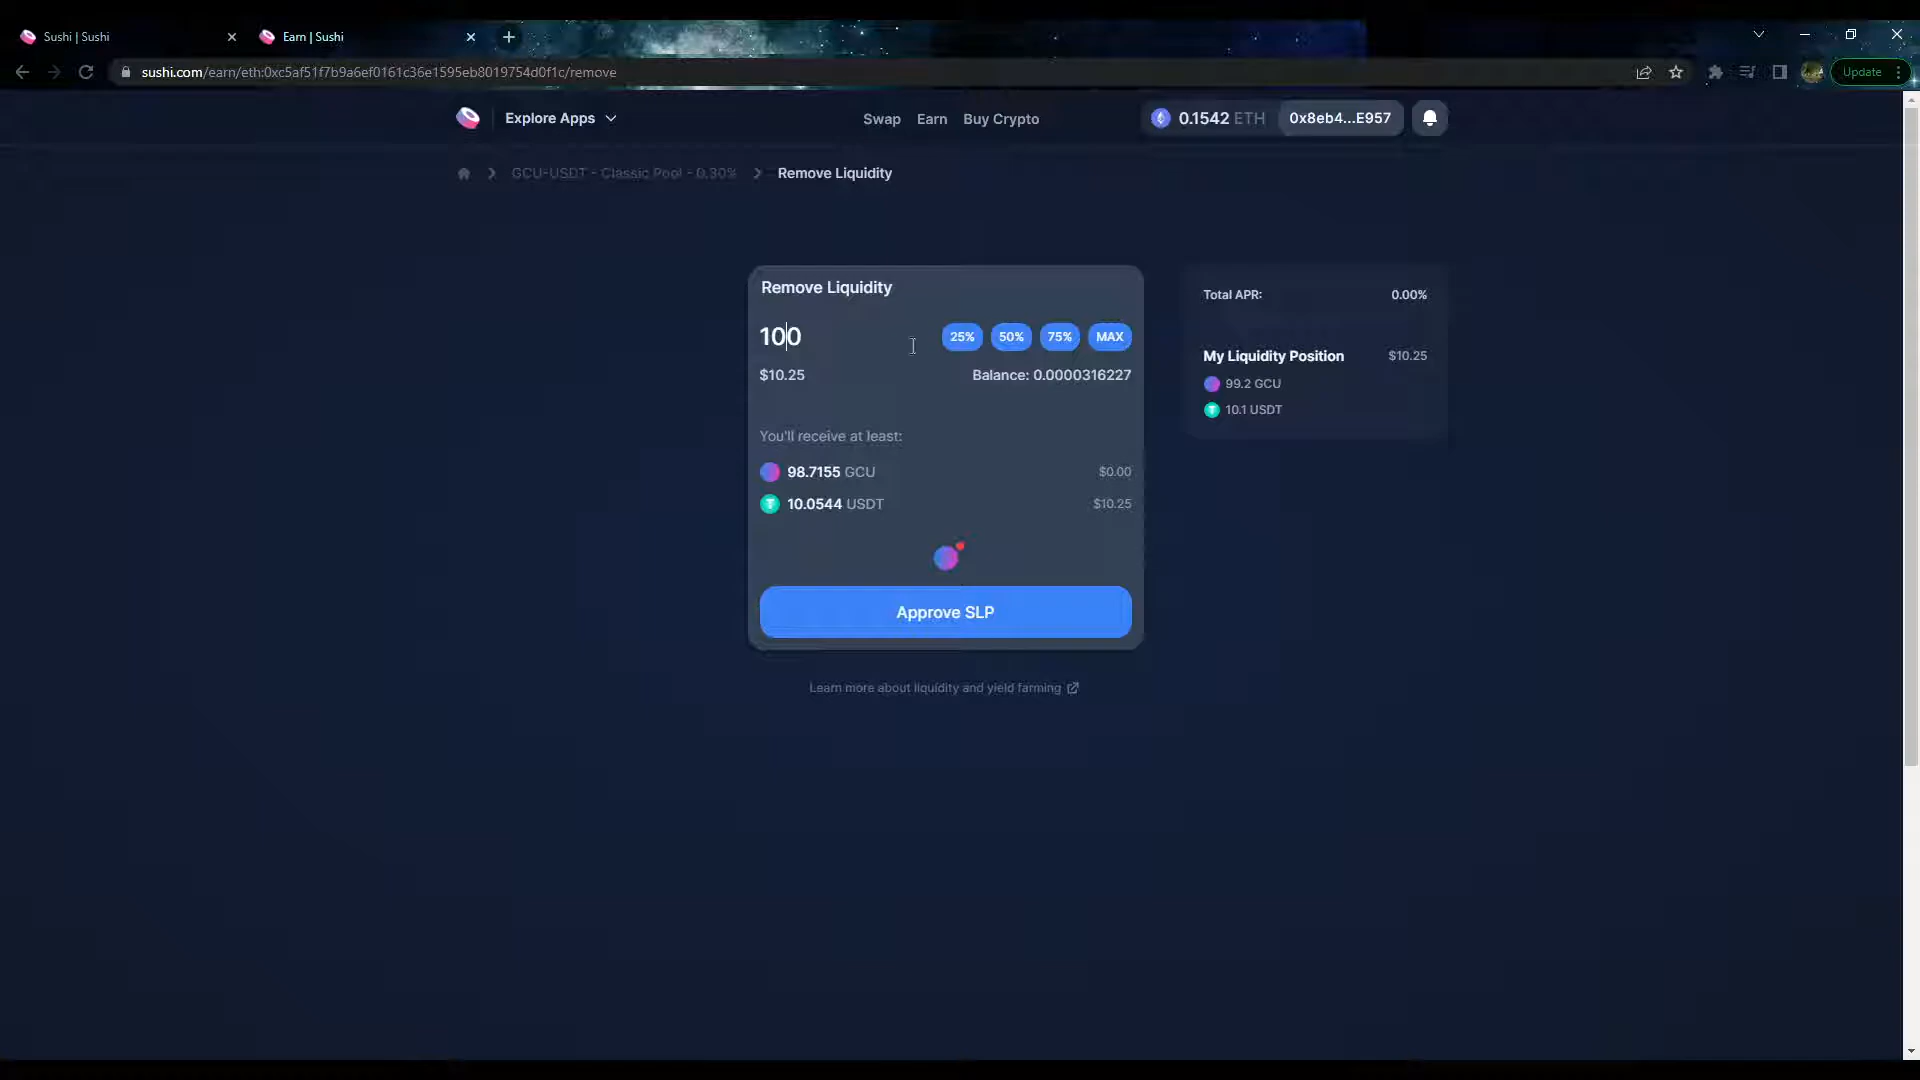 Sushi | Sushi
Earn | Sushi
sushi.com/earn/eth:0xc5af51f7b9a6ef0161c36e1595eb8019754d0f1c/remove
Update
Explore Apps
Swap
Earn
Buy Crypto
0.1542 ETH
0x8eb4...E957
GCU-USDT - Classic Pool - 0.30%
Remove Liquidity
Remove Liquidity
100
25%
50%
75%
MAX
$10.25
Balance: 0.0000316227
You'll receive at least:
98.7155 GCU
$0.00
10.0544 USDT
$10.25
Approve SLP
Learn more about liquidity and yield farming
Total APR:
0.00%
My Liquidity Position
$10.25
99.2 GCU
10.1 USDT